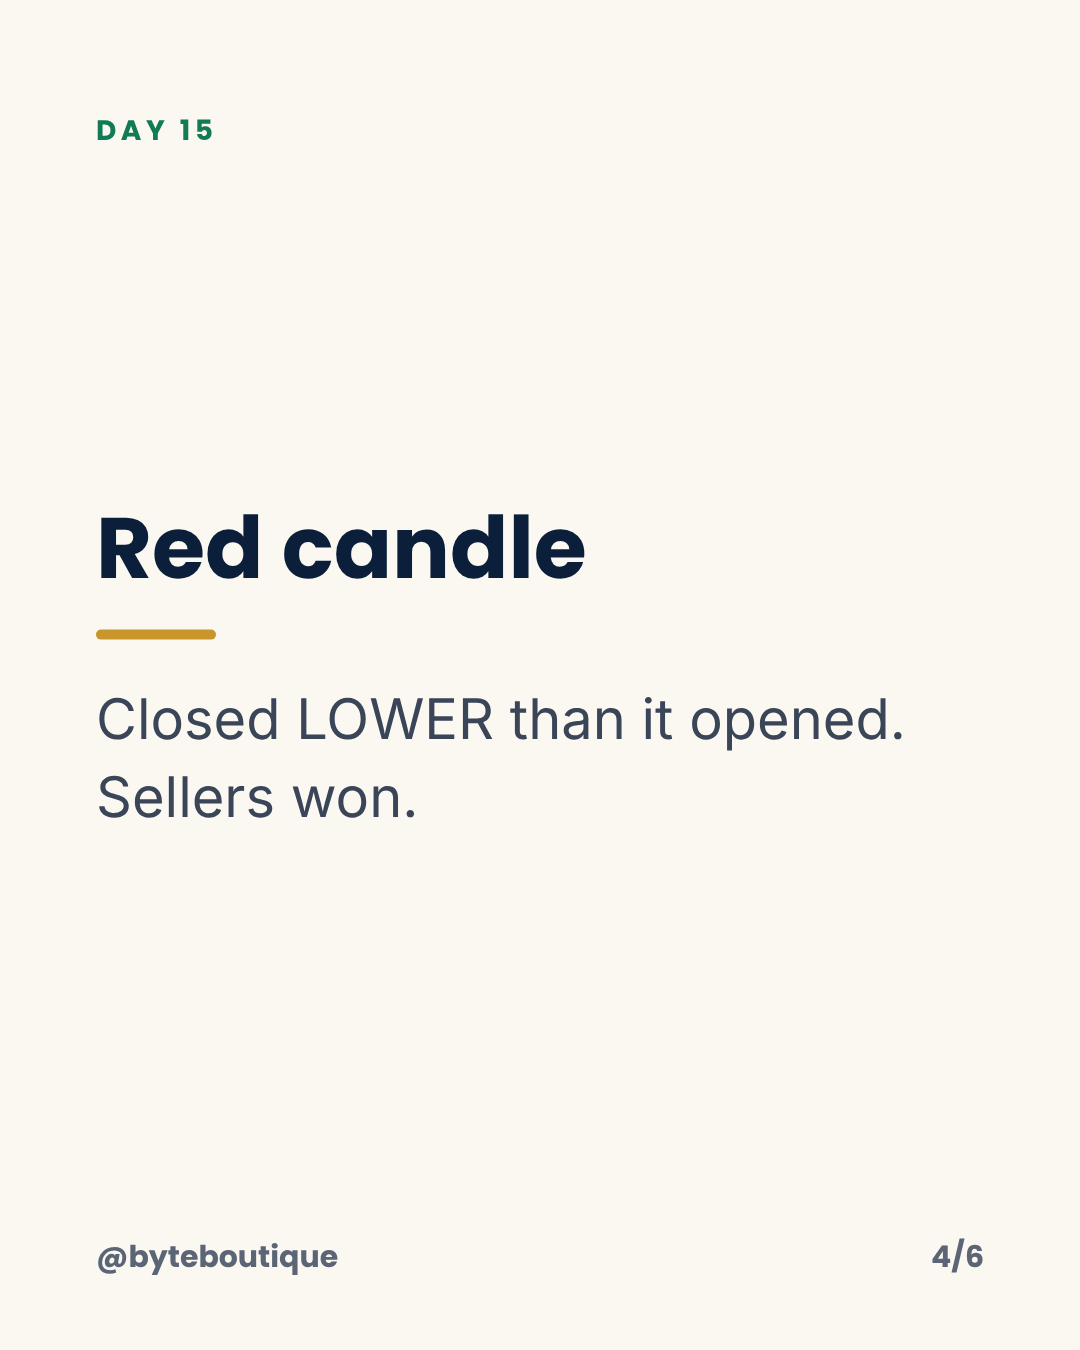 DAY 15
Red candle
Closed LOWER than it opened.
Sellers won.
@byteboutique
4/6